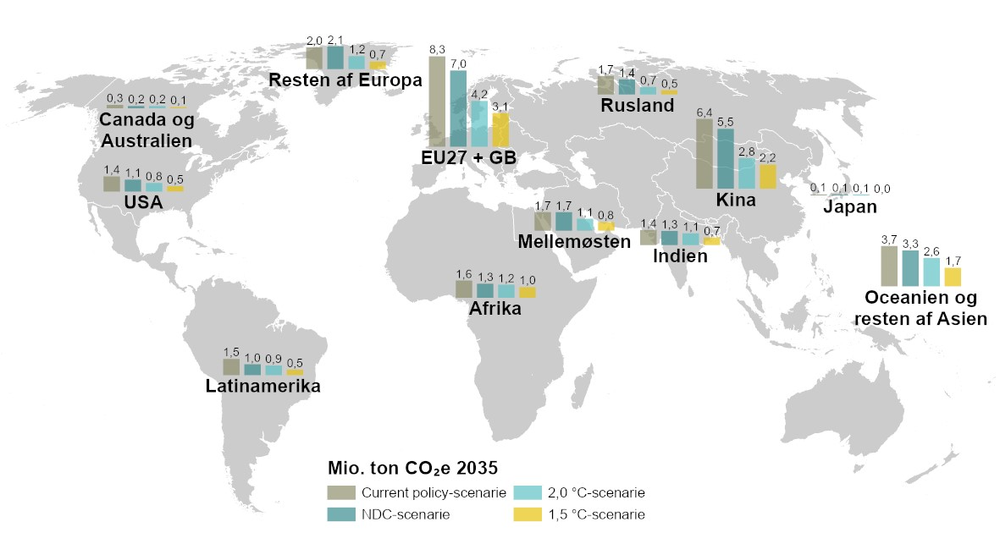 2,0 2,1 1,2 0,7
Resten af Europa
8,3 7,0 4,2 3,1
EU27 + GB
1,7 1,4 0,7 0,5
Rusland
0,3 0,2 0,2 0,1
Canada og
Australien
6,4 5,5 2,8 2,2
Kina
1,4 1,1 0,8 0,5
USA
0,1 0,1 0,1 0,0
Japan
1,7 1,7 1,1 0,8
Mellemøsten
1,4 1,3 1,1 0,7
Indien
3,7 3,3 2,6 1,7
Oceanien og
resten af Asien
1,6 1,3 1,2 1,0
Afrika
1,5 1,0 0,9 0,5
Latinamerika
Mio. ton CO₂e 2035
Current policy-scenarie 2,0 °C-scenarie
NDC-scenarie 1,5 °C-scenarie